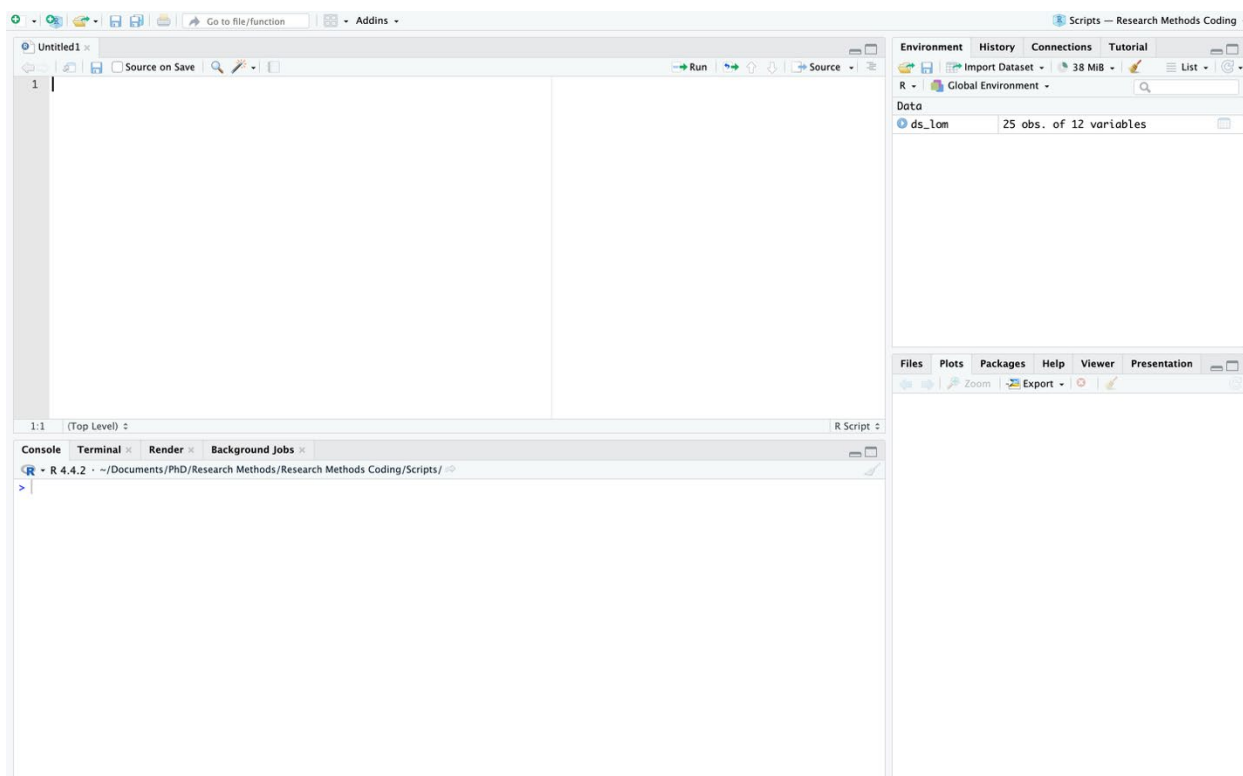 Go to file/function Addins Scripts — Research Methods Coding
Untitled1
Source on Save Run Source
1
1:1 (Top Level) R Script
Console Terminal Render Background Jobs
R 4.4.2 · ~/Documents/PhD/Research Methods/Research Methods Coding/Scripts/
>
Environment History Connections Tutorial
Import Dataset 38 MiB List
R Global Environment
Data
ds_lom 25 obs. of 12 variables
Files Plots Packages Help Viewer Presentation
Zoom Export